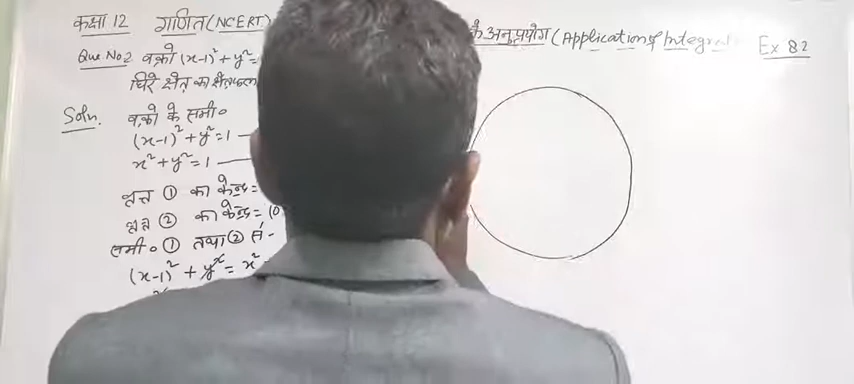 कक्षा 12 गणित (NCERT) के अनुप्रयोग (Application of Integral Ex 8.2
Que. No 2 वक्रो (x-1)² + y² =
घिरे क्षेत्र का क्षेत्रफल
Soln. वक्रो के समी०
(x-1)² + y² = 1 —
x² + y² = 1 —
वृत्त ① का केन्द्र =
वृत्त ② का केन्द्र = (0
समी० ① तथा ② से -
(x-1)² + y² = x²